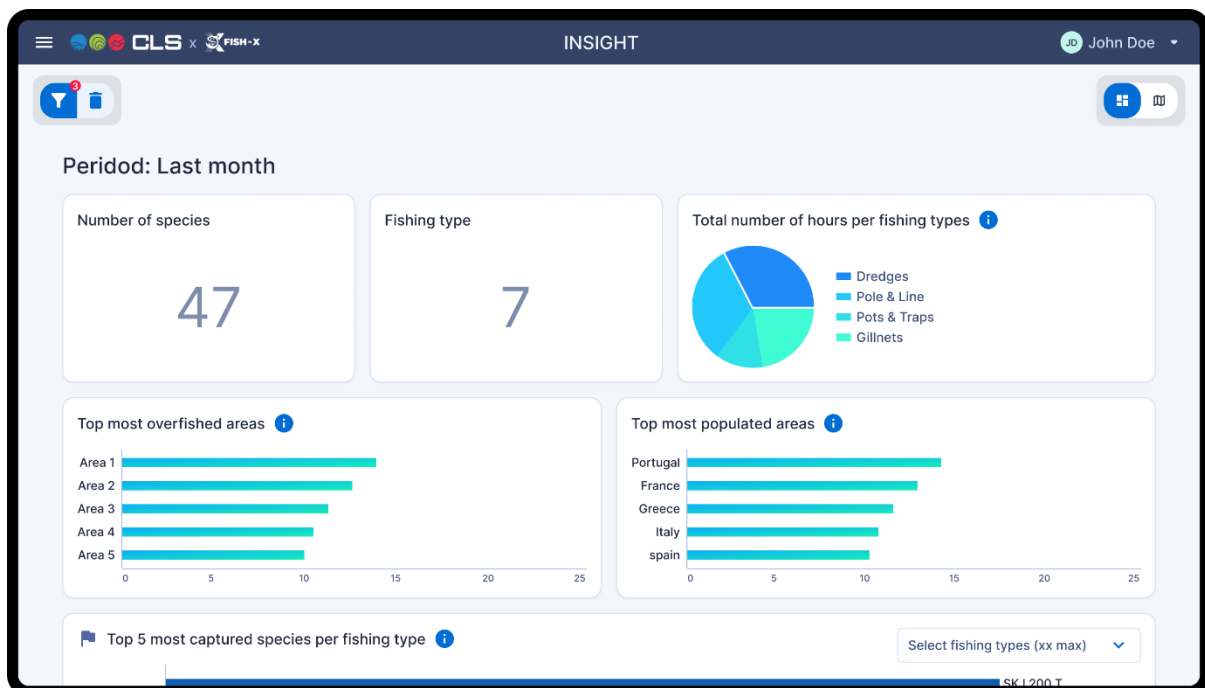 CLS x FISH-X
INSIGHT
JD John Doe
3
Peridod: Last month
Number of species
47
Fishing type
7
Total number of hours per fishing types
Dredges
Pole & Line
Pots & Traps
Gillnets
Top most overfished areas
Area 1
Area 2
Area 3
Area 4
Area 5
0 5 10 15 20 25
Top most populated areas
Portugal
France
Greece
Italy
spain
0 5 10 15 20 25
Top 5 most captured species per fishing type
Select fishing types (xx max)
SKJ 200 T